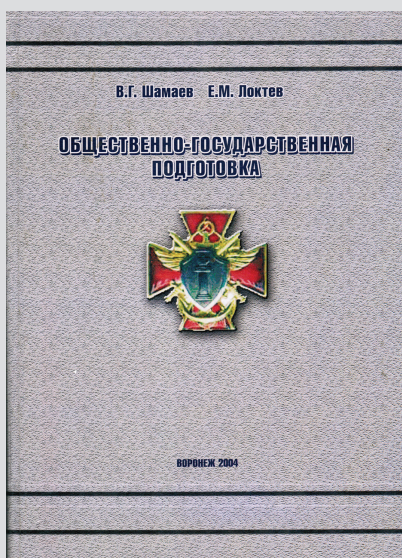 В.Г. Шамаев Е.М. Локтев
ОБЩЕСТВЕННО-ГОСУДАРСТВЕННАЯ
ПОДГОТОВКА
ВОРОНЕЖ 2004